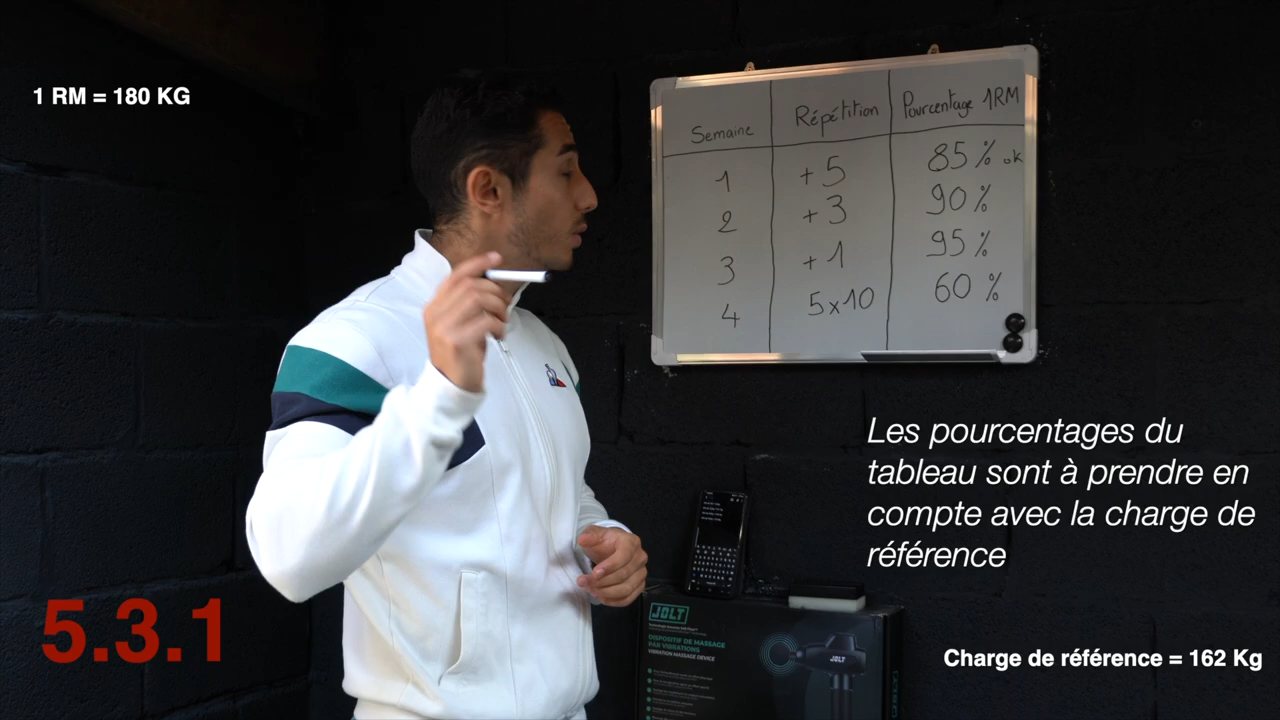 1 RM = 180 KG
Semaine Répétition Pourcentage 1RM
1 +5 85% ok
2 +3 90%
3 +1 95%
4 5x10 60%
Les pourcentages du
tableau sont à prendre en
compte avec la charge de
référence
5.3.1
Charge de référence = 162 Kg
JOLT
DISPOSITIF DE MASSAGE
PAR VIBRATIONS
VIBRATION MASSAGE DEVICE
JOLT